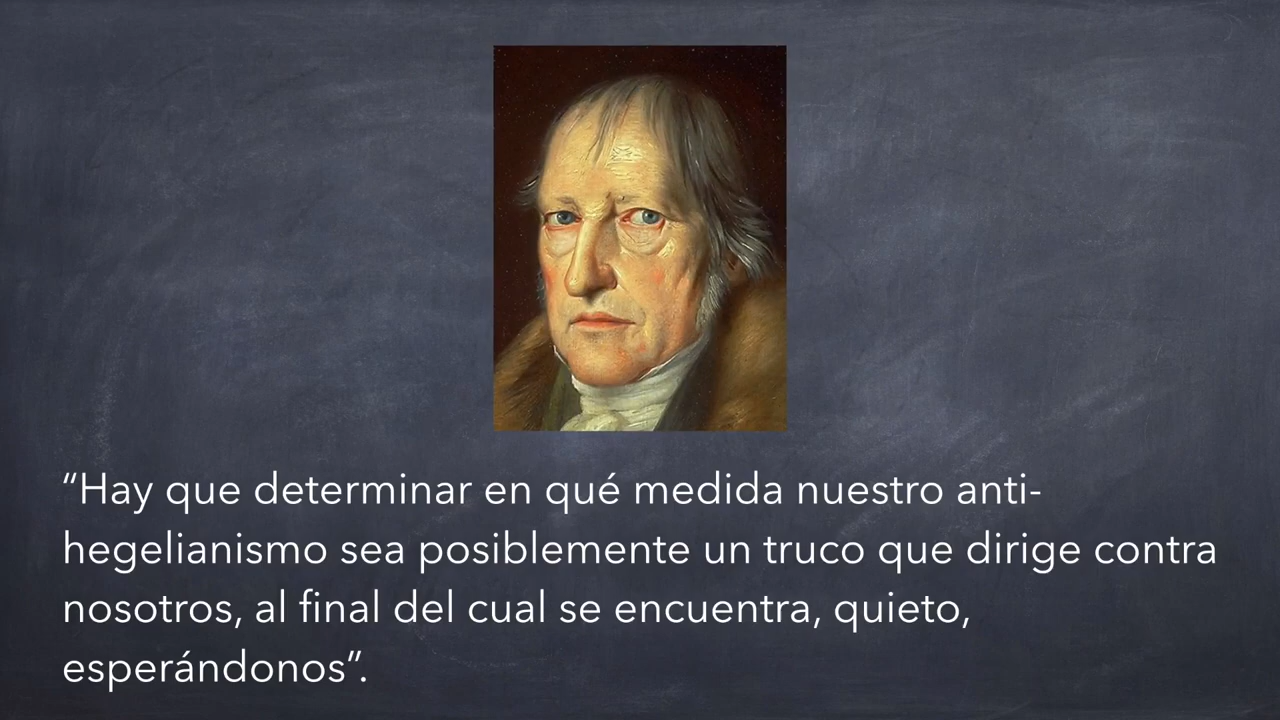 “Hay que determinar en qué medida nuestro anti-
hegelianismo sea posiblemente un truco que dirige contra
nosotros, al final del cual se encuentra, quieto,
esperándonos”.